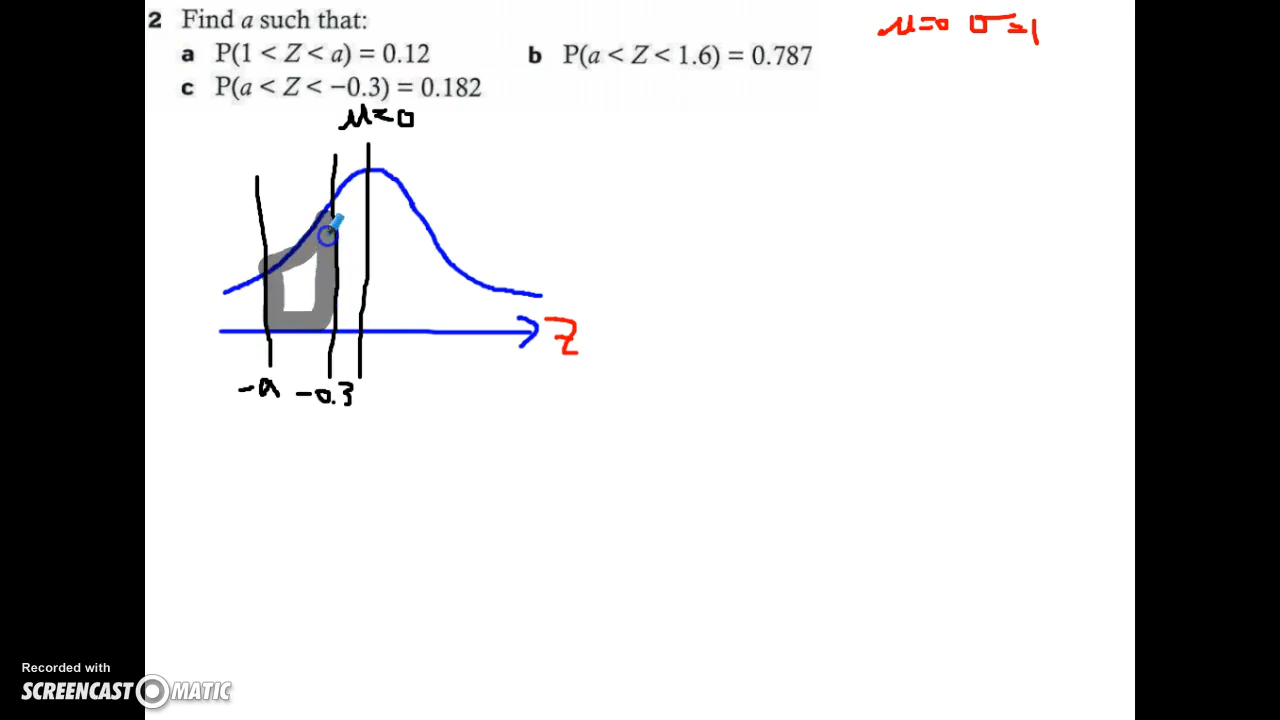 2 Find a such that:
μ=0 σ=1
a P(1 < Z < a) = 0.12 b P(a < Z < 1.6) = 0.787
c P(a < Z < −0.3) = 0.182
μ=0
Z
-a -0.3
Recorded with
SCREENCAST MATIC